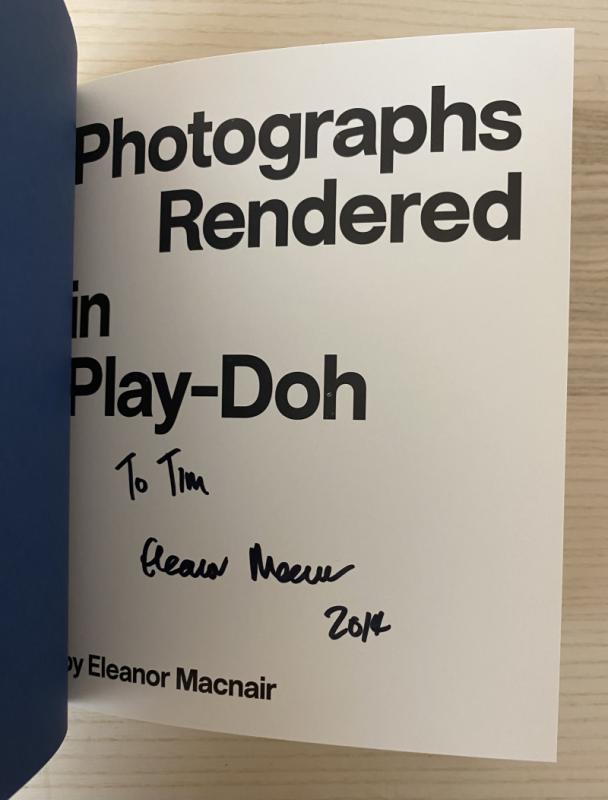 Photographs
Rendered
in
Play-Doh
To Tim
Eleanor Macnair
2014
by Eleanor Macnair